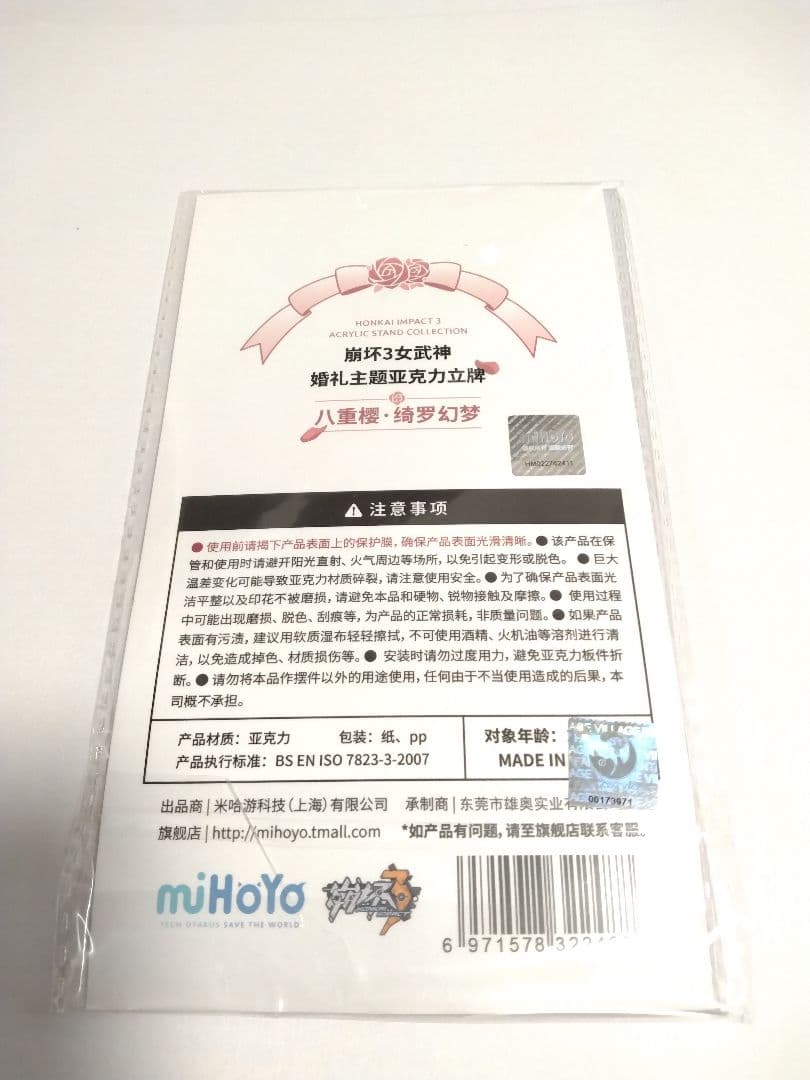 HONKAI IMPACT 3
ACRYLIC STAND COLLECTION
崩坏3女武神
婚礼主题亚克力立牌
八重樱·绮罗幻梦
miHoYo
HM022742411
注意事项
●使用前请揭下产品表面上的保护膜，确保产品表面光滑清晰。●该产品在保
管和使用时请避开阳光直射、火气周边等场所，以免引起变形或脱色。●巨大
温差变化可能导致亚克力材质碎裂，请注意使用安全。●为了确保产品表面光
洁平整以及印花不被磨损，请避免本品和硬物、锐物接触及摩擦。●使用过程
中可能出现磨损、脱色、刮痕等，为产品的正常损耗，非质量问题。●如果产品
表面有污渍，建议用软质湿布轻轻擦拭，不可使用酒精、火机油等溶剂进行清
洁，以免造成掉色、材质损伤等。●安装时请勿过度用力，避免亚克力板件折
断。●请勿将本品作摆件以外的用途使用，任何由于不当使用造成的后果，本
司概不承担。
产品材质：亚克力 包装：纸、pp 对象年龄：
产品执行标准：BS EN ISO 7823-3-2007 MADE IN
00173971
出品商|米哈游科技（上海）有限公司 承制商|东莞市雄奥实业有
旗舰店|http://mihoyo.tmall.com *如产品有问题，请至旗舰店联系客服。
miHoYo
TECH OTAKUS SAVE THE WORLD
崩坏3
6 971578